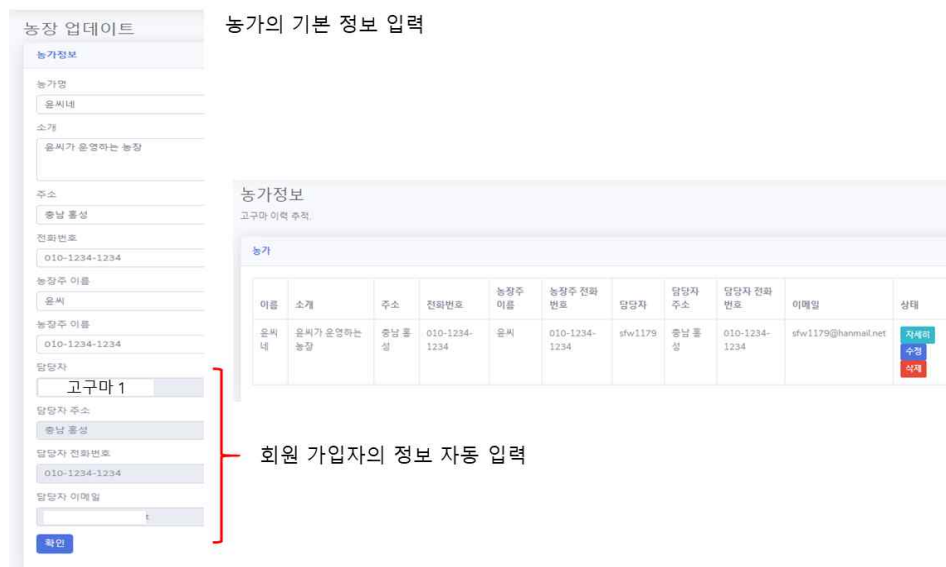 농장 업데이트
농가의 기본 정보 입력
농가정보
농가명
윤씨네
소개
윤씨가 운영하는 농장
주소
충남 홍성
전화번호
010-1234-1234
농장주 이름
윤씨
농장주 이름
010-1234-1234
담당자
고구마 1
담당자 주소
충남 홍성
담당자 전화번호
010-1234-1234
담당자 이메일
t
확인
회원 가입자의 정보 자동 입력
농가정보
고구마 이력 추적.
농가
이름 소개 주소 전화번호 농장주 이름 농장주 전화 번호 담당자 담당자 주소 담당자 전화 번호 이메일 상태
윤씨네 윤씨가 운영하는 농장 충남 홍성 010-1234-1234 윤씨 010-1234-1234 sfw1179 충남 홍성 010-1234-1234 sfw1179@hanmail.net 자세히
수정
삭제